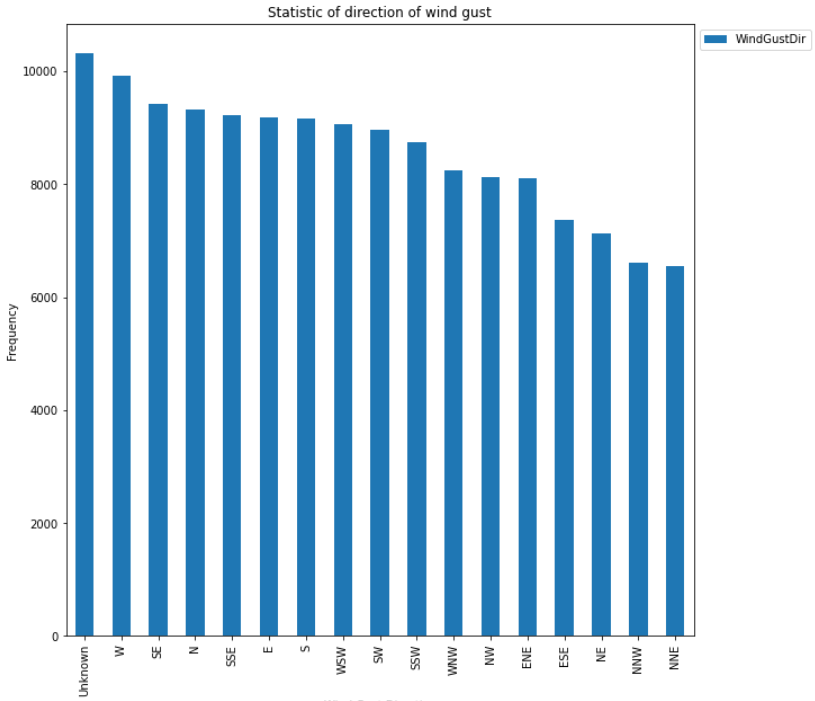 Statistic of direction of wind gust
WindGustDir
10000
8000
6000
4000
2000
0
Frequency
Unknown
W
SE
N
SSE
E
S
WSW
SW
SSW
WNW
NW
ENE
ESE
NE
NNW
NNE